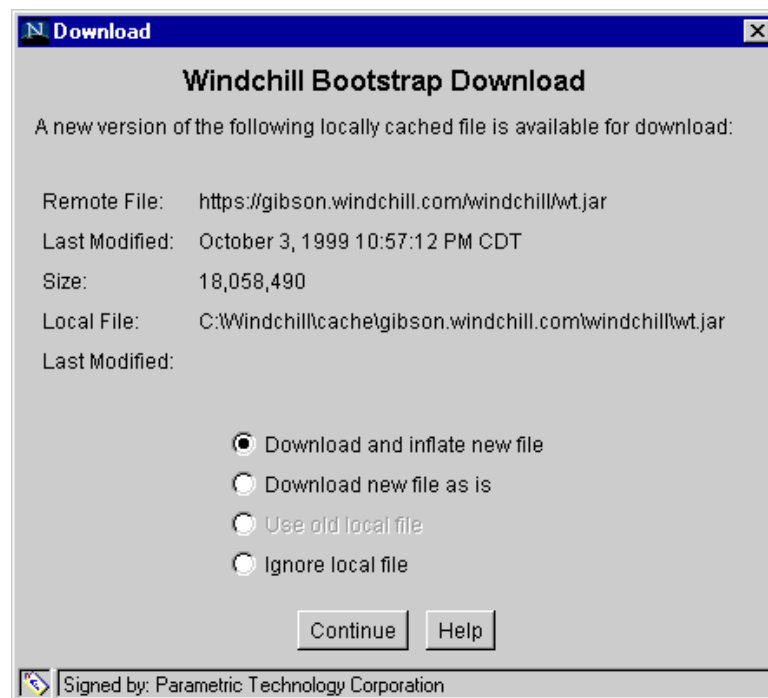 N Download
Windchill Bootstrap Download
A new version of the following locally cached file is available for download:
Remote File: https://gibson.windchill.com/windchill/wt.jar
Last Modified: October 3, 1999 10:57:12 PM CDT
Size: 18,058,490
Local File: C:\Windchill\cache\gibson.windchill.com\windchill\wt.jar
Last Modified:
Download and inflate new file
Download new file as is
Use old local file
Ignore local file
Continue Help
Signed by: Parametric Technology Corporation